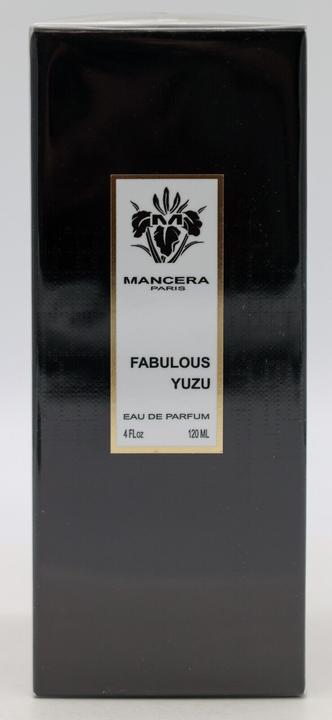 M
MANCERA
PARIS
FABULOUS
YUZU
EAU DE PARFUM
4 FLoz 120 ML